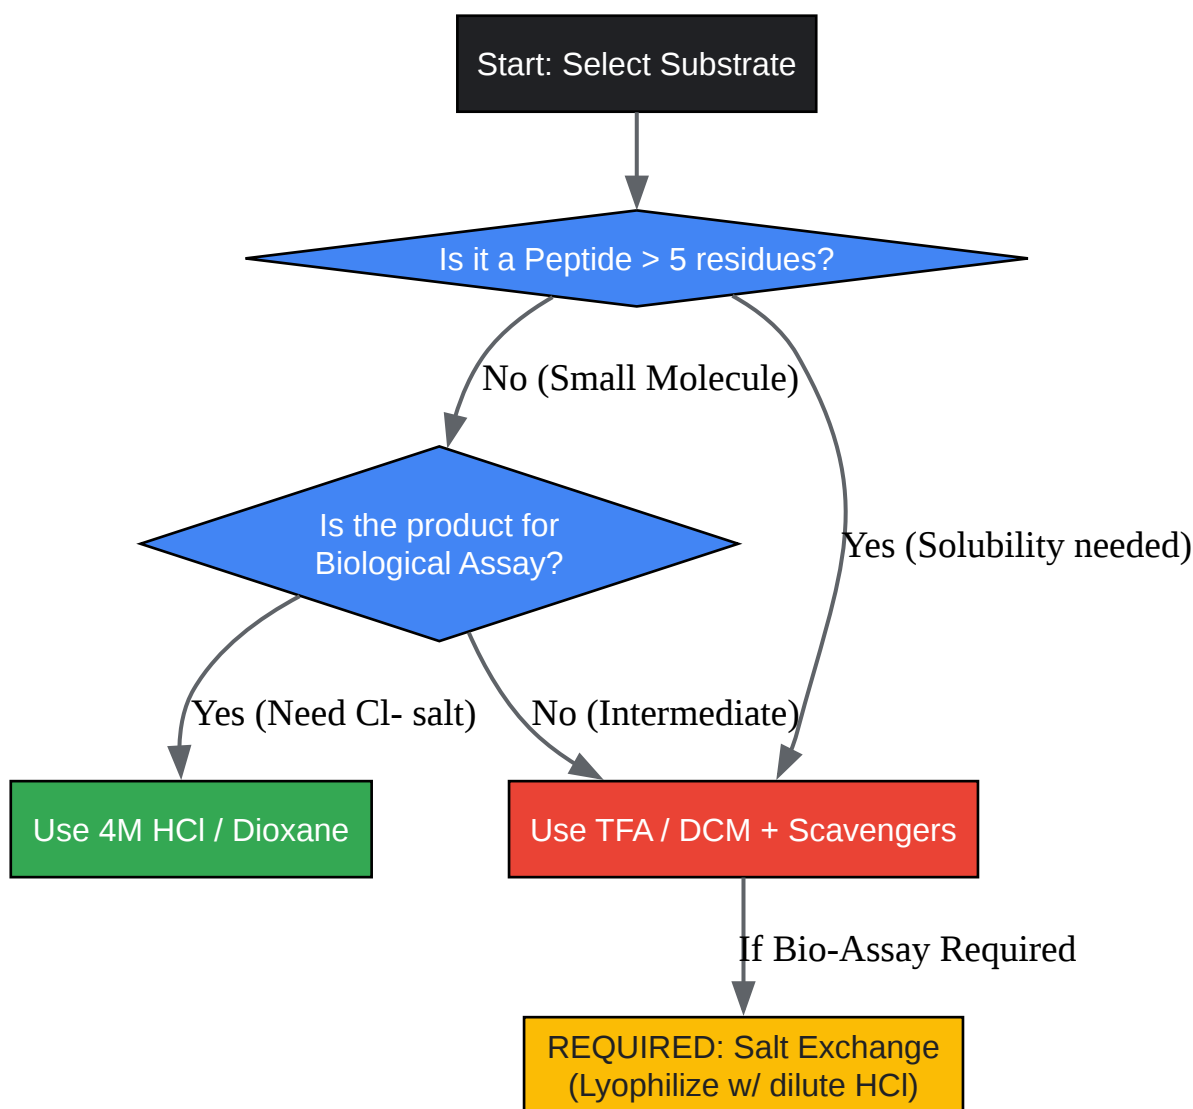 Start: Select Substrate
Is it a Peptide > 5 residues?
No (Small Molecule)
Is the product for
Biological Assay?
Yes (Solubility needed)
Yes (Need Cl- salt)
No (Intermediate)
Use 4M HCl / Dioxane
Use TFA / DCM + Scavengers
If Bio-Assay Required
REQUIRED: Salt Exchange
(Lyophilize w/ dilute HCl)